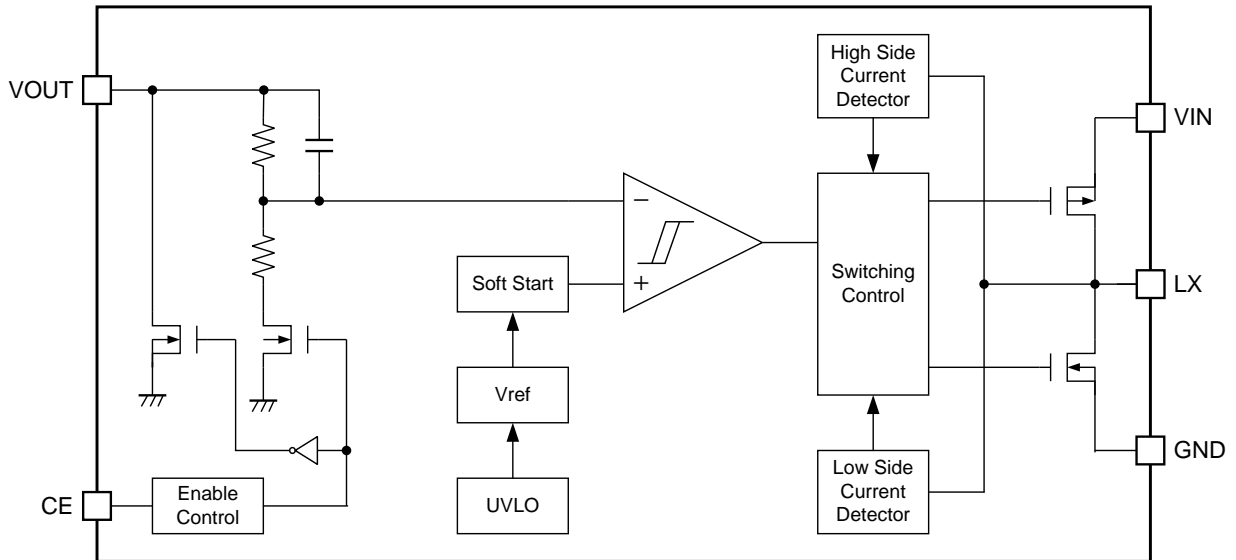 High Side
Current
Detector
VOUT
VIN
−
Soft Start
+
Switching
Control
LX
Vref
GND
CE
Enable
Control
UVLO
Low Side
Current
Detector